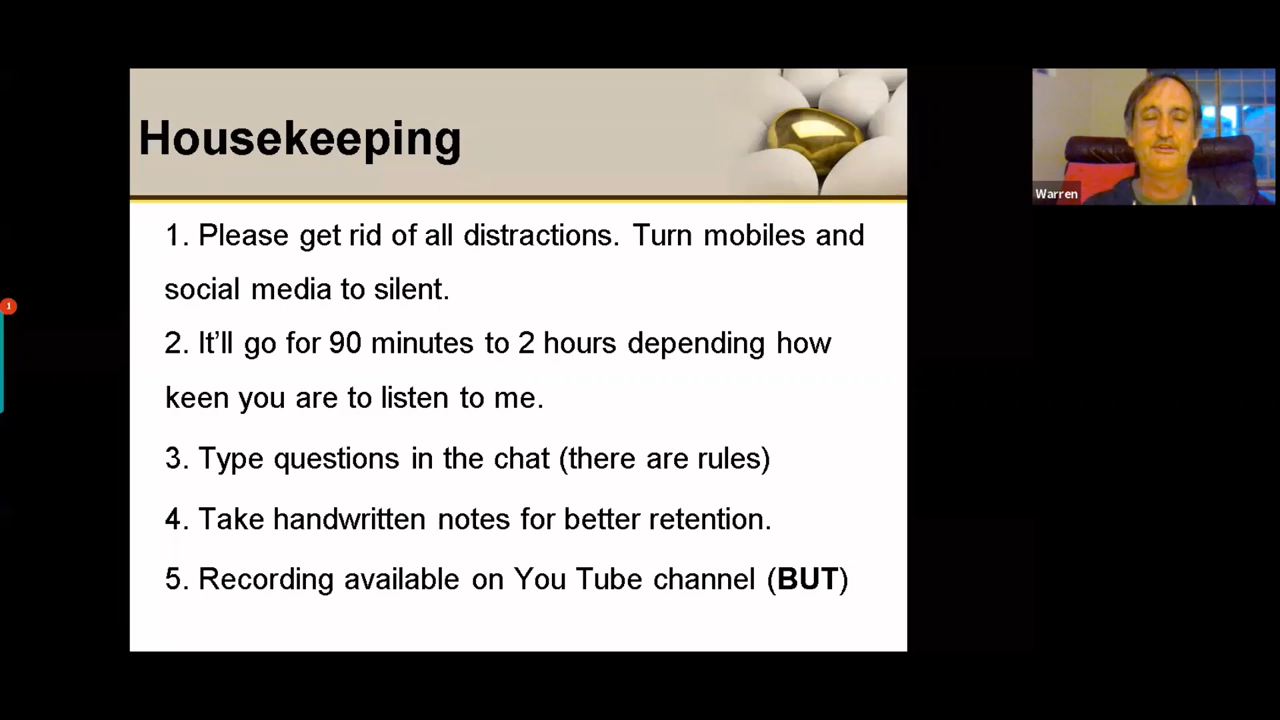 Housekeeping
1. Please get rid of all distractions. Turn mobiles and
social media to silent.
2. It’ll go for 90 minutes to 2 hours depending how
keen you are to listen to me.
3. Type questions in the chat (there are rules)
4. Take handwritten notes for better retention.
5. Recording available on You Tube channel (BUT)
Warren
1